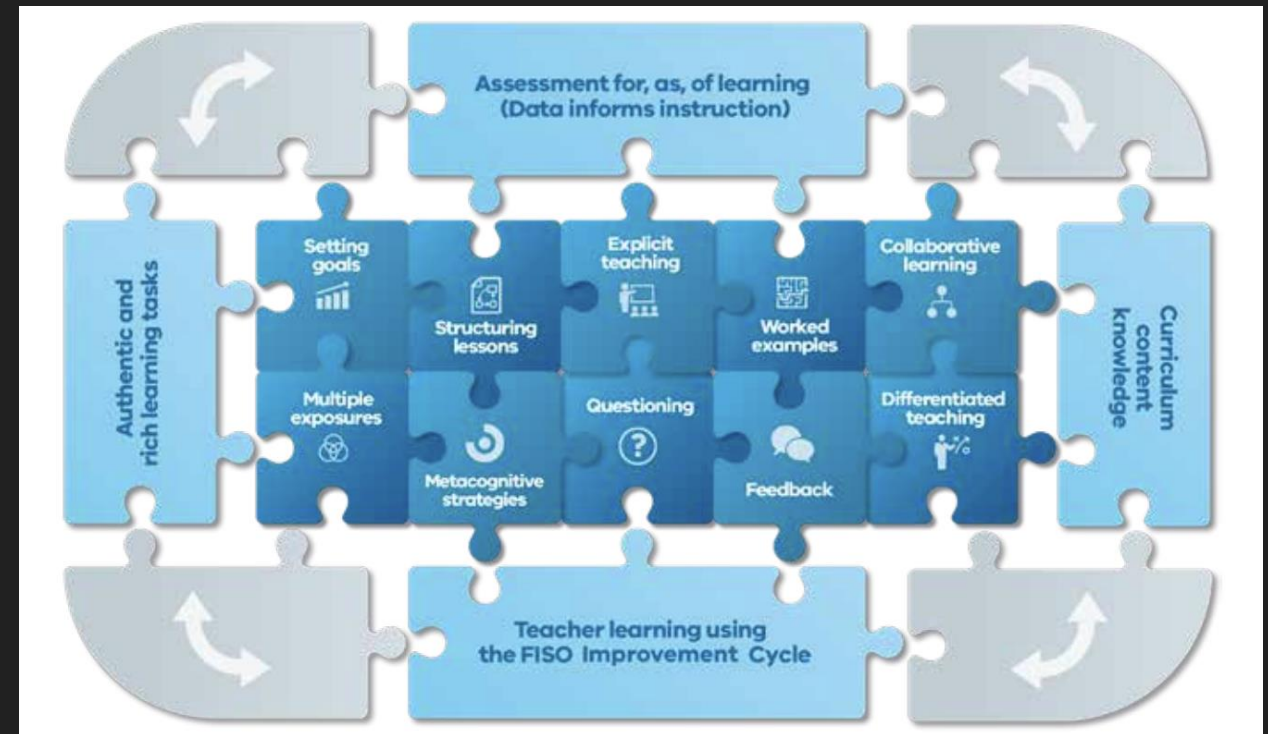 Assessment for, as, of learning
(Data informs instruction)
Authentic and
rich learning tasks
Setting
goals
Structuring
lessons
Explicit
teaching
Worked
examples
Collaborative
learning
Curriculum
content
knowledge
Multiple
exposures
Metacognitive
strategies
Questioning
?
Feedback
Differentiated
teaching
Teacher learning using
the FISO Improvement Cycle